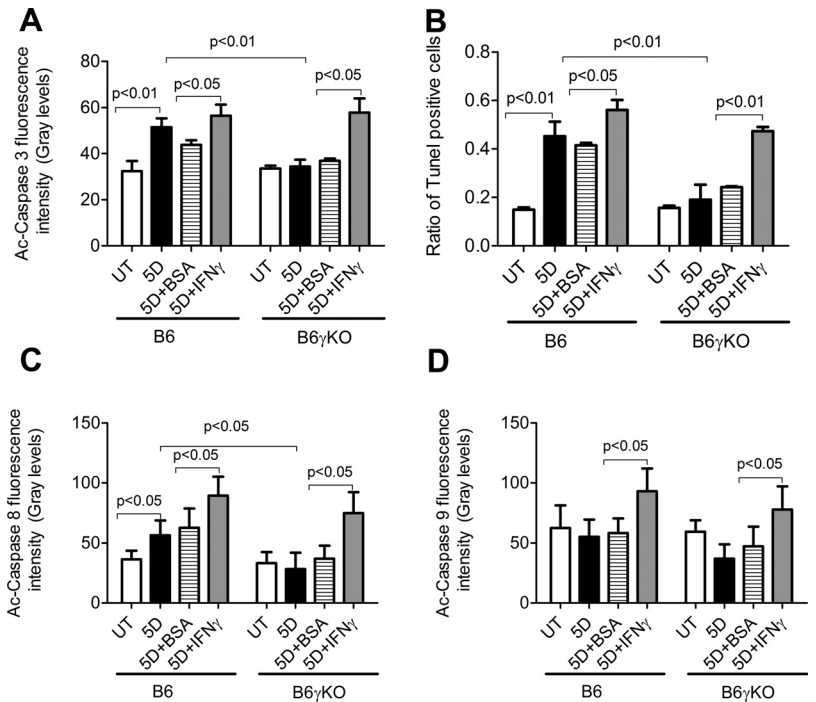 A
Ac-Caspase 3 fluorescence
intensity (Gray levels)
80
60
40
20
0
p<0.01
p<0.01
p<0.05
p<0.05
UT
5D
5D+BSA
5D+IFNγ
UT
5D
5D+BSA
5D+IFNγ
B6
B6γKO
B
Ratio of Tunel positive cells
0.8
0.6
0.4
0.2
0.0
p<0.01
p<0.05
p<0.01
p<0.01
UT
5D
5D+BSA
5D+IFNγ
UT
5D
5D+BSA
5D+IFNγ
B6
B6γKO
C
Ac-Caspase 8 fluorescence
intensity (Gray levels)
150
100
50
0
p<0.05
p<0.05
p<0.05
p<0.05
UT
5D
5D+BSA
5D+IFNγ
UT
5D
5D+BSA
5D+IFNγ
B6
B6γKO
D
Ac-Caspase 9 fluorescence
intensity (Gray levels)
150
100
50
0
p<0.05
p<0.05
UT
5D
5D+BSA
5D+IFNγ
UT
5D
5D+BSA
5D+IFNγ
B6
B6γKO